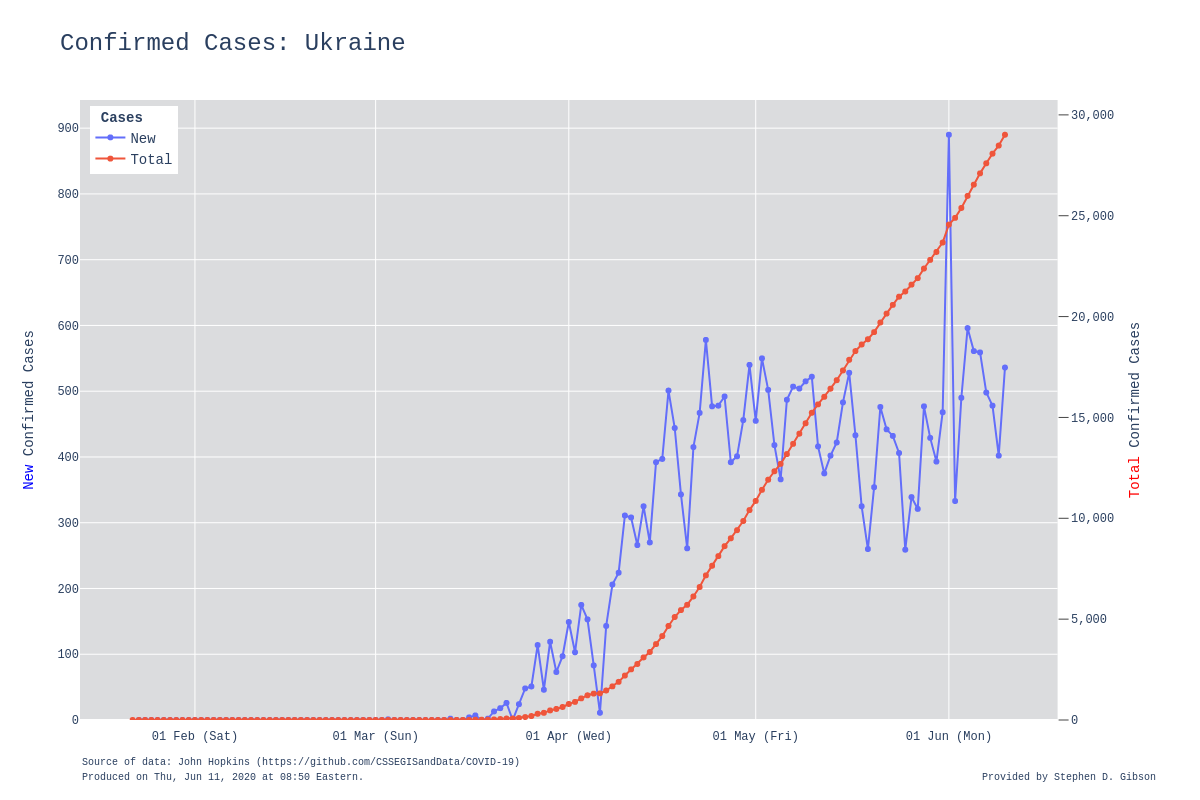 Confirmed Cases: Ukraine
Cases
New
Total
900
800
700
600
500
400
300
200
100
0
New Confirmed Cases
30,000
25,000
20,000
15,000
10,000
5,000
0
Total Confirmed Cases
01 Feb (Sat)
01 Mar (Sun)
01 Apr (Wed)
01 May (Fri)
01 Jun (Mon)
Source of data: John Hopkins (https://github.com/CSSEGISandData/COVID-19)
Produced on Thu, Jun 11, 2020 at 08:50 Eastern.
Provided by Stephen D. Gibson